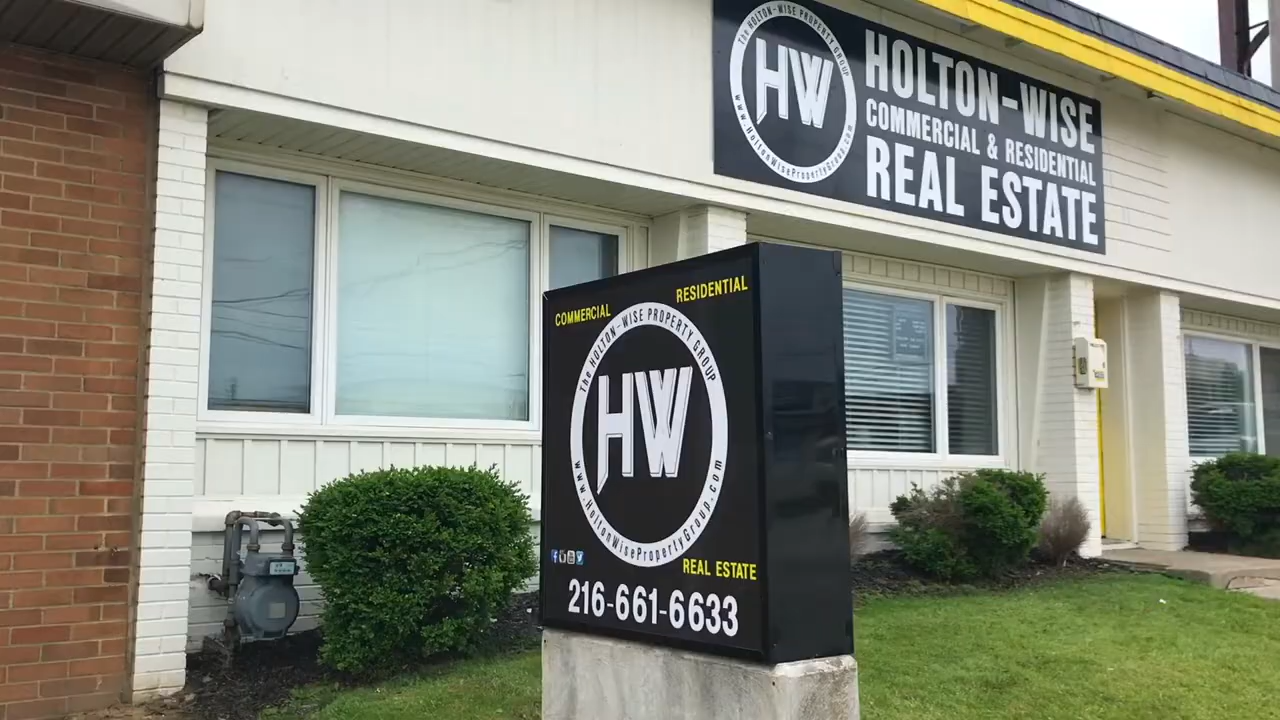 The HOLTON-WISE PROPERTY GROUP
HW
www.HoltonWisePropertyGroup.com
HOLTON-WISE
COMMERCIAL & RESIDENTIAL
REAL ESTATE
COMMERCIAL
RESIDENTIAL
The HOLTON-WISE PROPERTY GROUP
HW
www.HoltonWisePropertyGroup.com
REAL ESTATE
216-661-6633